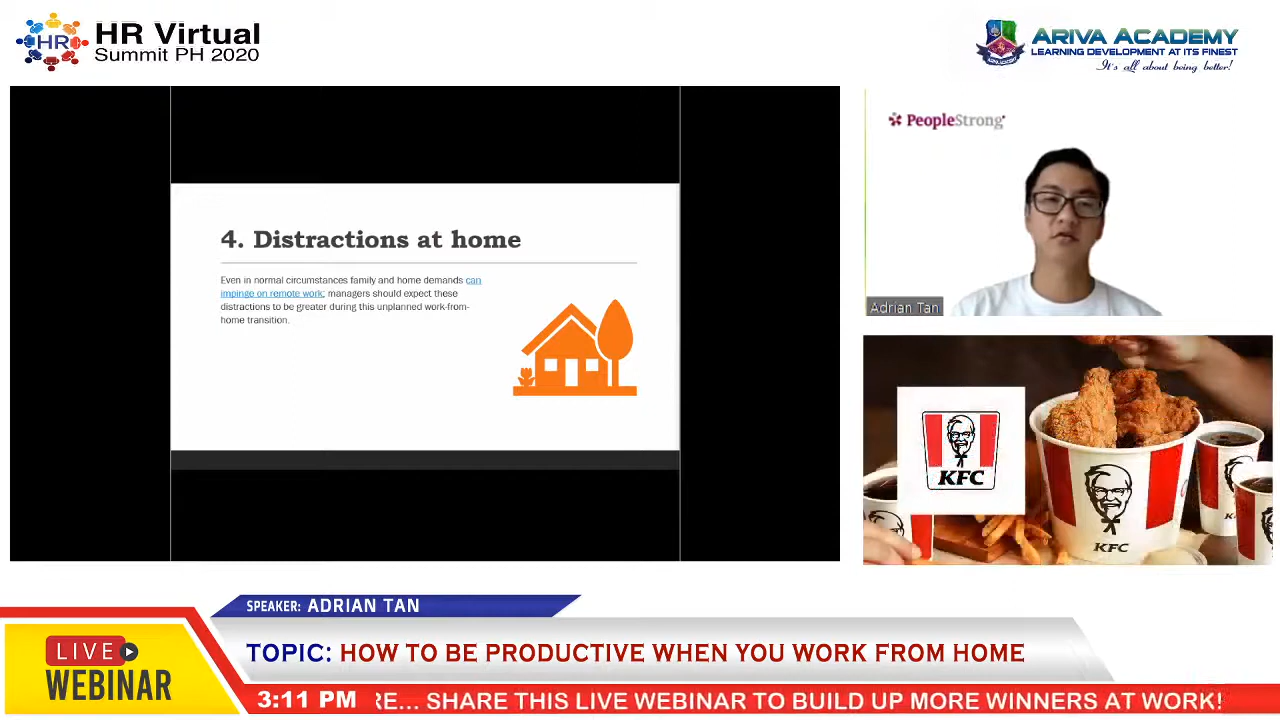 HR
HR Virtual
Summit PH 2020
ARIVA ACADEMY
LEARNING DEVELOPMENT AT ITS FINEST
It's all about being better!
4. Distractions at home
Even in normal circumstances family and home demands can
impinge on remote work; managers should expect these
distractions to be greater during this unplanned work-from-
home transition.
PeopleStrong
Adrian Tan
KFC
KFC
SPEAKER: ADRIAN TAN
TOPIC: HOW TO BE PRODUCTIVE WHEN YOU WORK FROM HOME
LIVE
WEBINAR
3:11 PM
RE... SHARE THIS LIVE WEBINAR TO BUILD UP MORE WINNERS AT WORK!